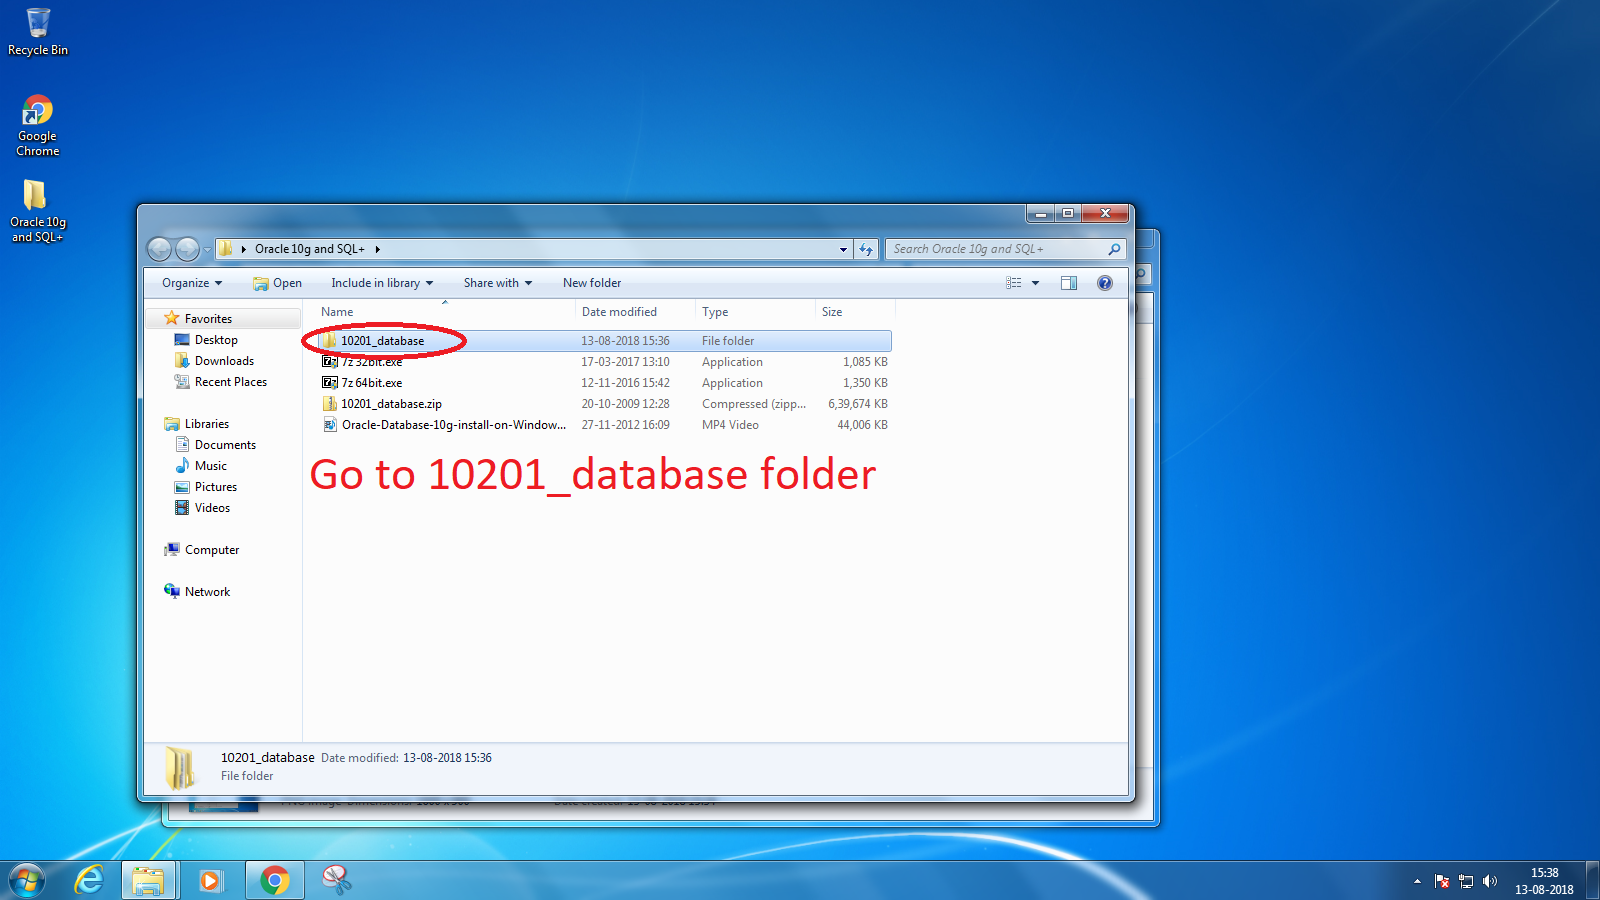 Recycle Bin
Google
Chrome
Oracle 10g
and SQL+
Oracle 10g and SQL+
Search Oracle 10g and SQL+
Organize
Open
Include in library
Share with
New folder
Name Date modified Type Size
Favorites
Desktop
Downloads
Recent Places
Libraries
Documents
Music
Pictures
Videos
Computer
Network
10201_database 13-08-2018 15:36 File folder
7z 32bit.exe 17-03-2017 13:10 Application 1,085 KB
7z 64bit.exe 12-11-2016 15:42 Application 1,350 KB
10201_database.zip 20-10-2009 12:28 Compressed (zipp... 6,39,674 KB
Oracle-Database-10g-install-on-Window... 27-11-2012 16:09 MP4 Video 44,006 KB
Go to 10201_database folder
10201_database Date modified: 13-08-2018 15:36
File folder
15:38
13-08-2018